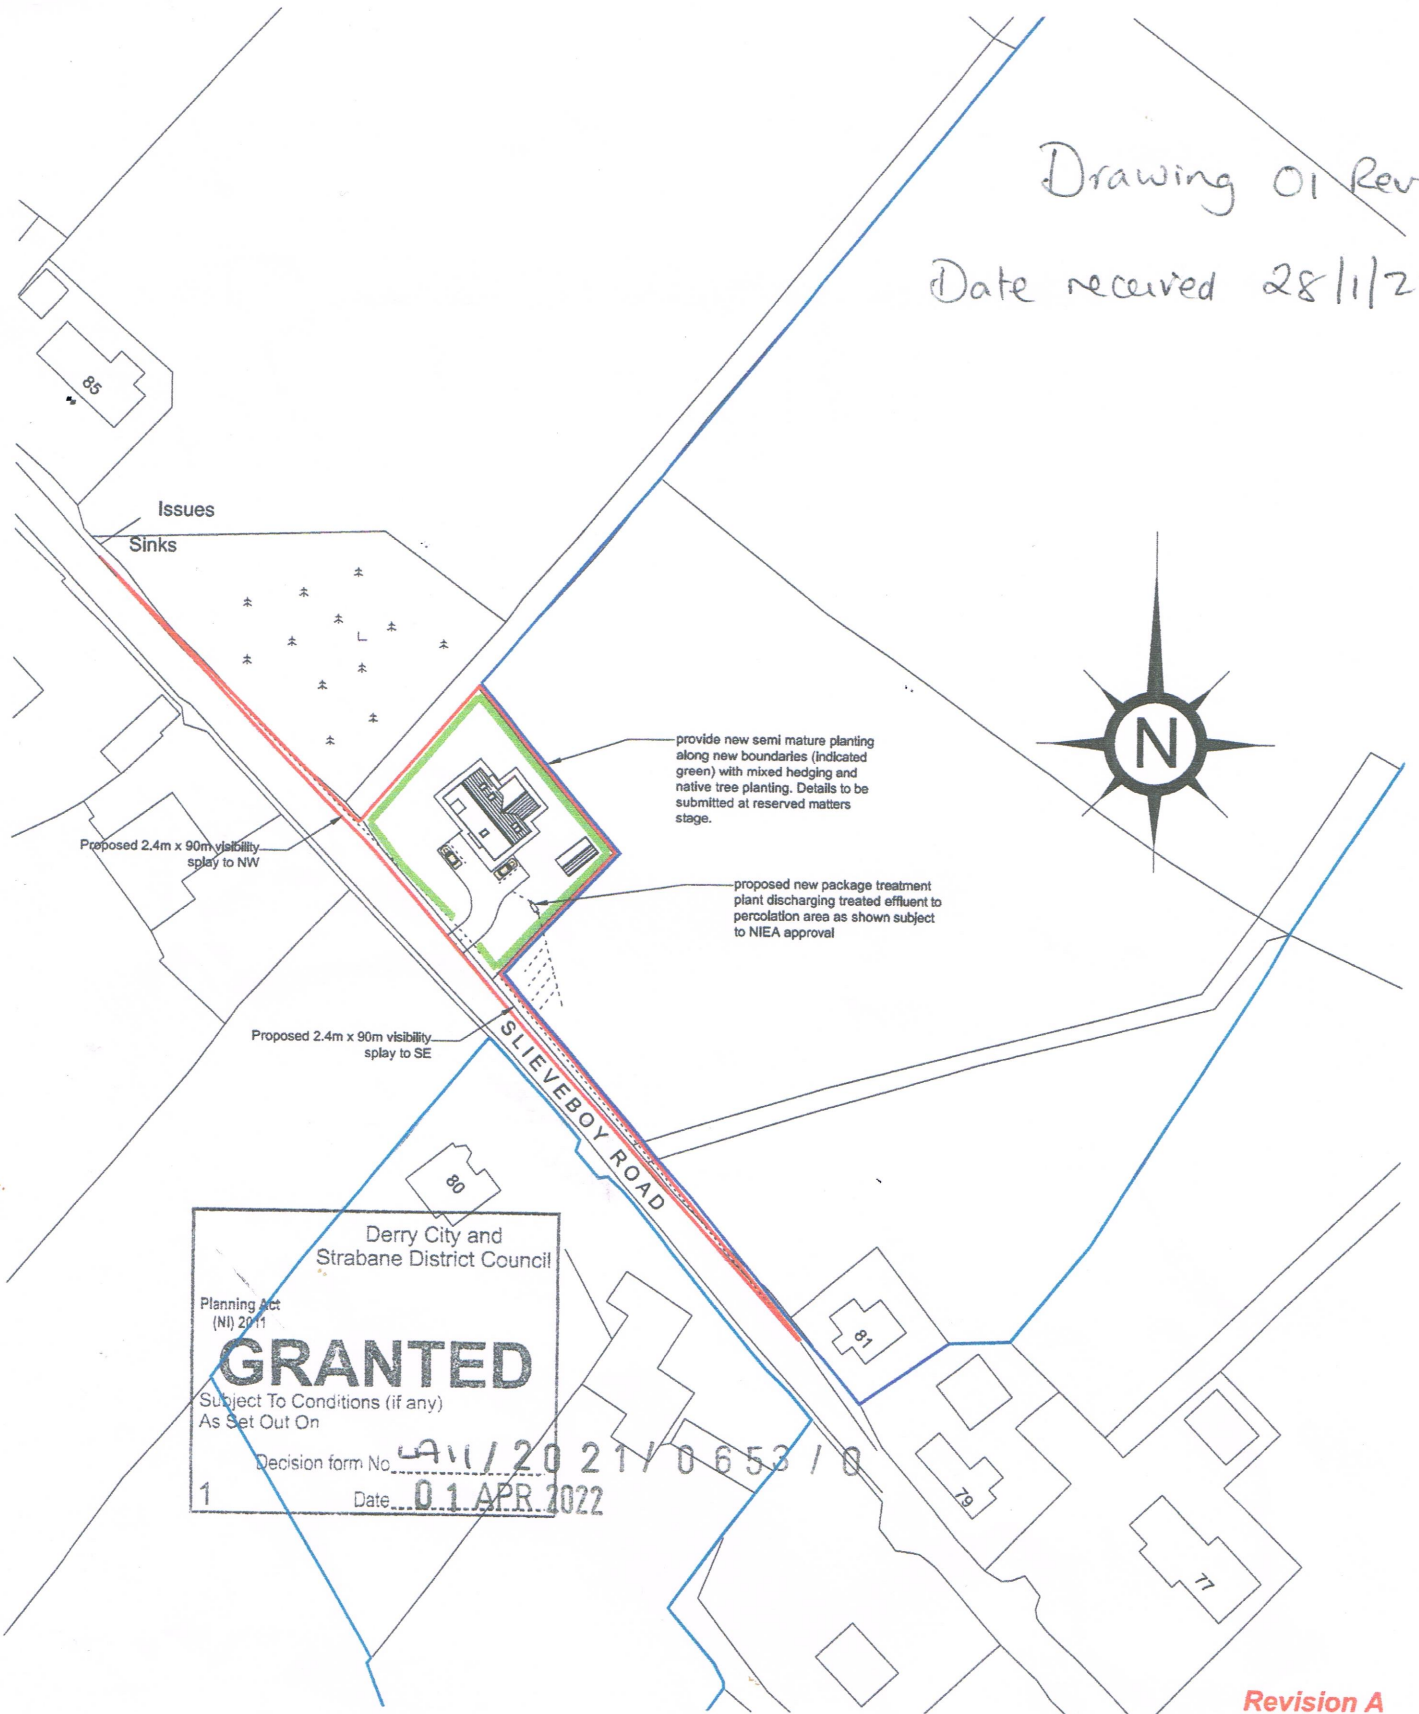 Drawing 01 Rev
Date received 28/1/2
85
Issues
Sinks
N
provide new semi mature planting
along new boundaries (indicated
green) with mixed hedging and
native tree planting. Details to be
submitted at reserved matters
stage.
Proposed 2.4m x 90m visibility
splay to NW
proposed new package treatment
plant discharging treated effluent to
percolation area as shown subject
to NIEA approval
Proposed 2.4m x 90m visibility
splay to SE
SLIEVEBOY ROAD
80
Derry City and
Strabane District Council
Planning Act
(NI) 2011
GRANTED
Subject To Conditions (if any)
As Set Out On
Decision form No LA11/2021/0653/0
1 Date 01 APR 2022
81
79
77
Revision A